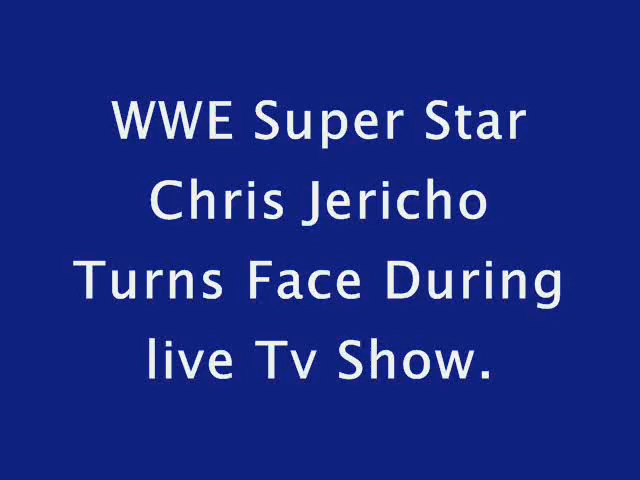 WWE Super Star
Chris Jericho
Turns Face During
live Tv Show.